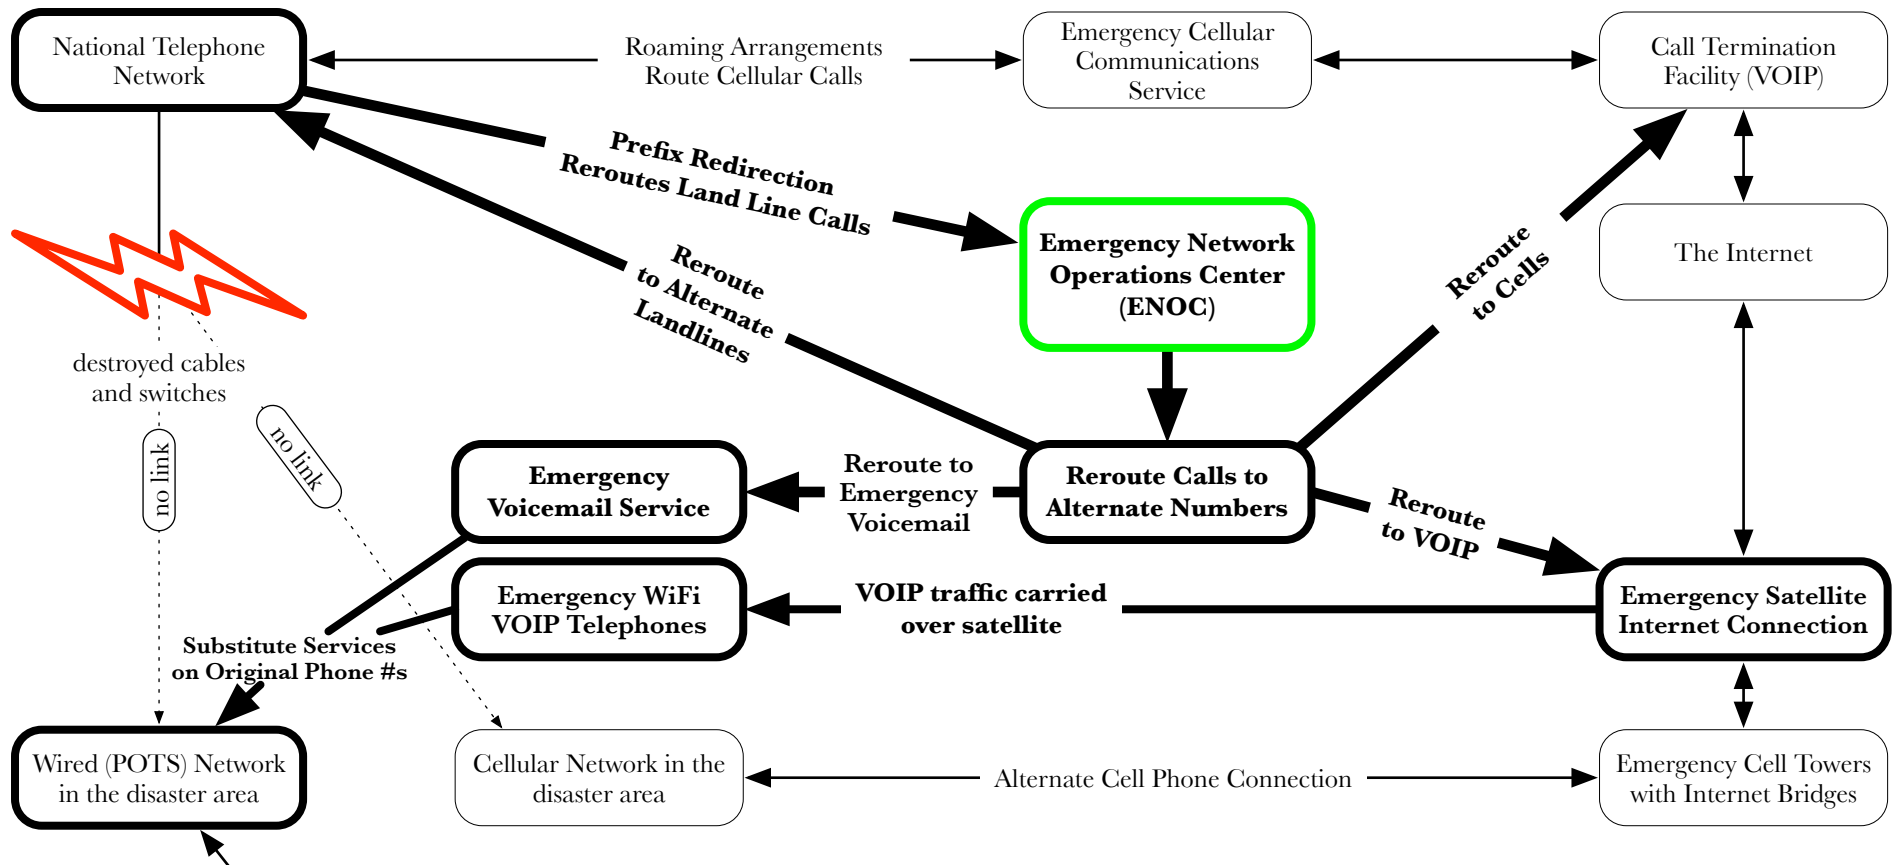 National Telephone
Network
Roaming Arrangements
Route Cellular Calls
Emergency Cellular
Communications
Service
Call Termination
Facility (VOIP)
Prefix Redirection
Reroutes Land Line Calls
Emergency Network
Operations Center
(ENOC)
The Internet
Reroute
to Alternate
Landlines
Reroute
to Cells
destroyed cables
and switches
no link
no link
Emergency
Voicemail Service
Reroute to
Emergency
Voicemail
Reroute Calls to
Alternate Numbers
Reroute
to VOIP
Emergency WiFi
VOIP Telephones
VOIP traffic carried
over satellite
Emergency Satellite
Internet Connection
Substitute Services
on Original Phone #s
Wired (POTS) Network
in the disaster area
Cellular Network in the
disaster area
Alternate Cell Phone Connection
Emergency Cell Towers
with Internet Bridges